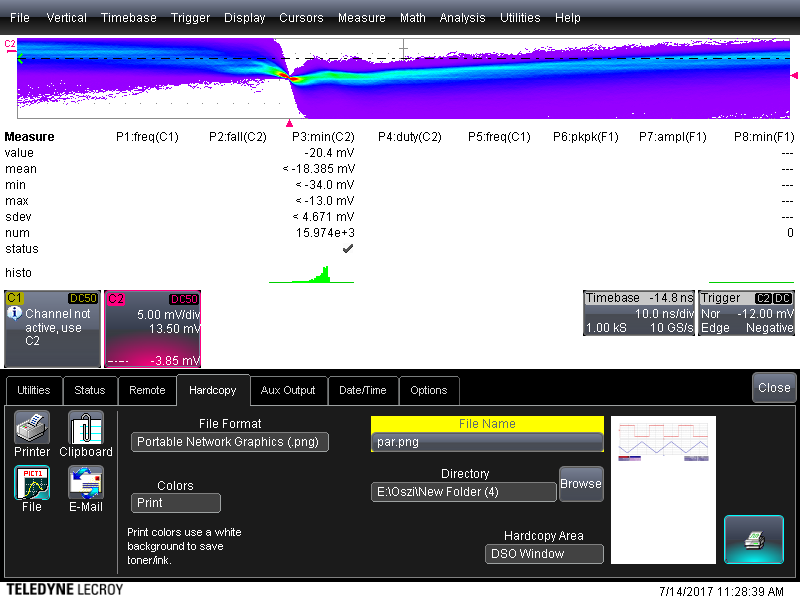 File Vertical Timebase Trigger Display Cursors Measure Math Analysis Utilities Help
C2
Measure P1:freq(C1) P2:fall(C2) P3:min(C2) P4:duty(C2) P5:freq(C1) P6:pkpk(F1) P7:ampl(F1) P8:min(F1)
value -20.4 mV ---
mean < -18.385 mV ---
min < -34.0 mV ---
max < -13.0 mV ---
sdev < 4.671 mV ---
num 15.974e+3 0
status
histo
C1 DC50
Channel not
active, use
C2
C2 DC50
5.00 mV/div
13.50 mV
-3.85 mV
Timebase -14.8 ns
10.0 ns/div
1.00 kS 10 GS/s
Trigger C2 DC
Nor -12.00 mV
Edge Negative
Utilities Status Remote Hardcopy Aux Output Date/Time Options Close
Printer Clipboard
PICT1
File E-Mail
File Format
Portable Network Graphics (.png)
Colors
Print
Print colors use a white
background to save
toner/ink.
File Name
par.png
Directory
E:\Oszi\New Folder (4) Browse
Hardcopy Area
DSO Window
TELEDYNE LECROY 7/14/2017 11:28:39 AM